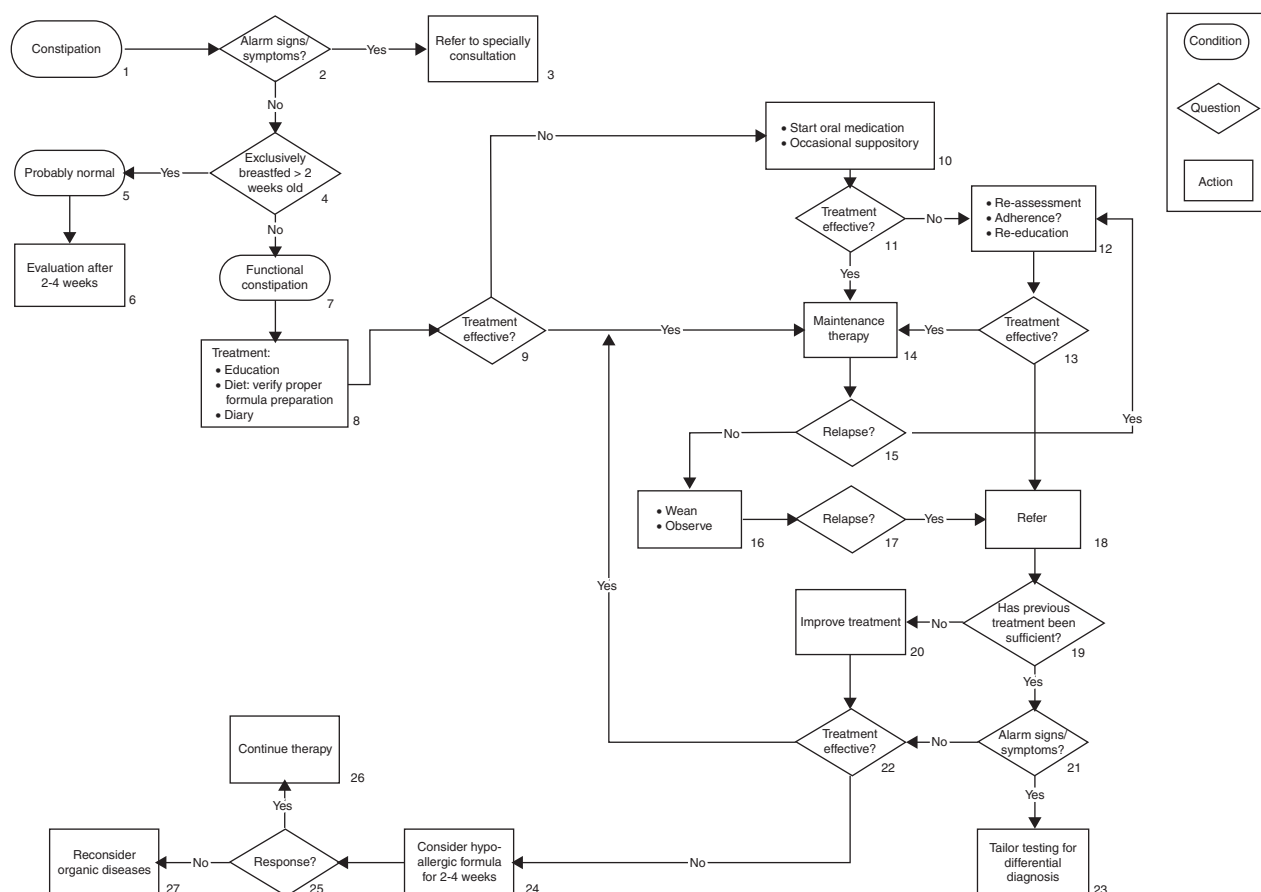 Constipation
1
Alarm signs/
symptoms?
2
Yes
Refer to specially
consultation
3
No
Exclusively
breastfed > 2
weeks old
4
Yes
Probably normal
5
Evaluation after
2-4 weeks
6
No
Functional
constipation
7
Treatment:
• Education
• Diet: verify proper
formula preparation
• Diary
8
Treatment
effective?
9
No
Yes
• Start oral medication
• Occasional suppository
10
Treatment
effective?
11
No
Yes
• Re-assessment
• Adherence?
• Re-education
12
Treatment
effective?
13
Yes
Maintenance
therapy
14
Relapse?
15
No
Yes
• Wean
• Observe
16
Relapse?
17
Yes
Refer
18
Has previous
treatment been
sufficient?
19
No
Yes
Improve treatment
20
Alarm signs/
symptoms?
21
No
Yes
Treatment
effective?
22
Yes
No
Tailor testing for
differential
diagnosis
23
Consider hypo-
allergic formula
for 2-4 weeks
24
Response?
25
Yes
No
Continue therapy
26
Reconsider
organic diseases
27
Condition
Question
Action